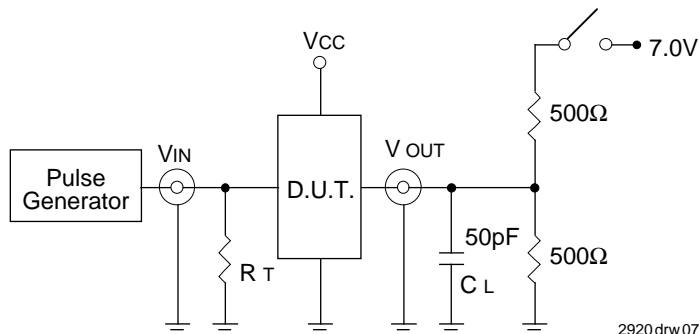 7.0V
VCC
500Ω
VIN
V OUT
Pulse
Generator
D.U.T.
50pF
500Ω
R T
C L
2920 drw 07